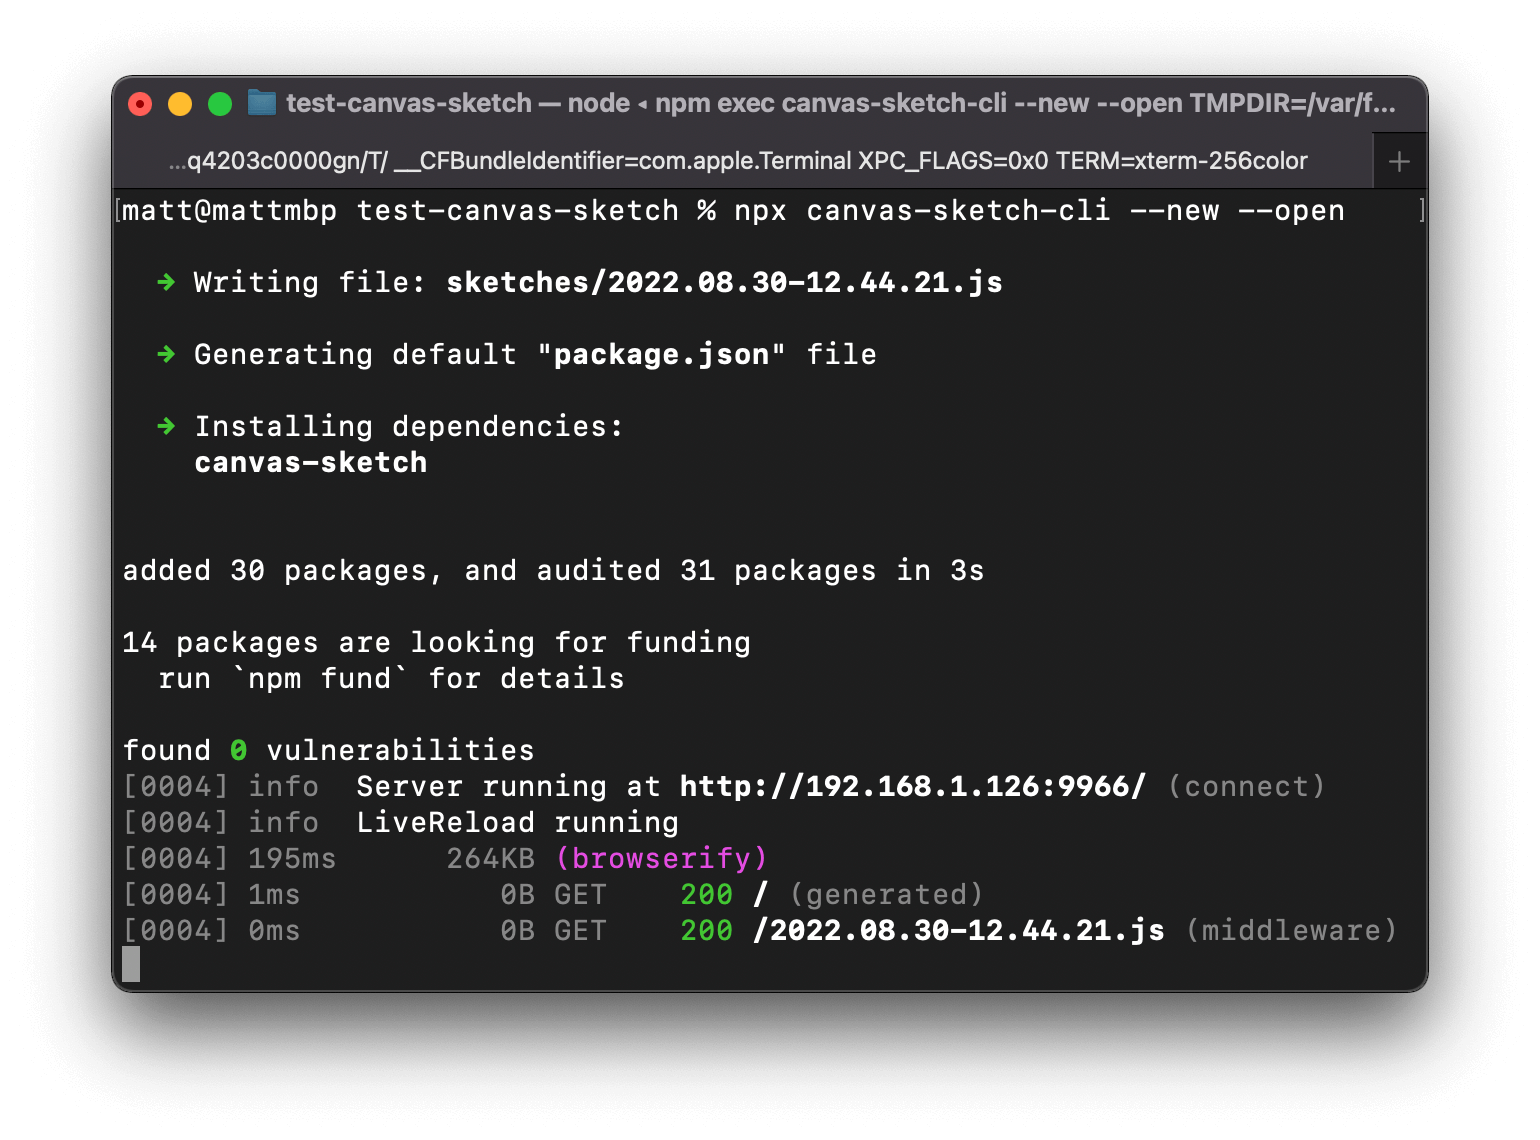 test-canvas-sketch — node ◂ npm exec canvas-sketch-cli --new --open TMPDIR=/var/f...
...q4203c0000gn/T/ __CFBundleIdentifier=com.apple.Terminal XPC_FLAGS=0x0 TERM=xterm-256color
[matt@mattmbp test-canvas-sketch % npx canvas-sketch-cli --new --open ]
→ Writing file: sketches/2022.08.30-12.44.21.js
→ Generating default "package.json" file
→ Installing dependencies:
canvas-sketch
added 30 packages, and audited 31 packages in 3s
14 packages are looking for funding
run `npm fund` for details
found 0 vulnerabilities
[0004] info Server running at http://192.168.1.126:9966/ (connect)
[0004] info LiveReload running
[0004] 195ms 264KB (browserify)
[0004] 1ms 0B GET 200 / (generated)
[0004] 0ms 0B GET 200 /2022.08.30-12.44.21.js (middleware)